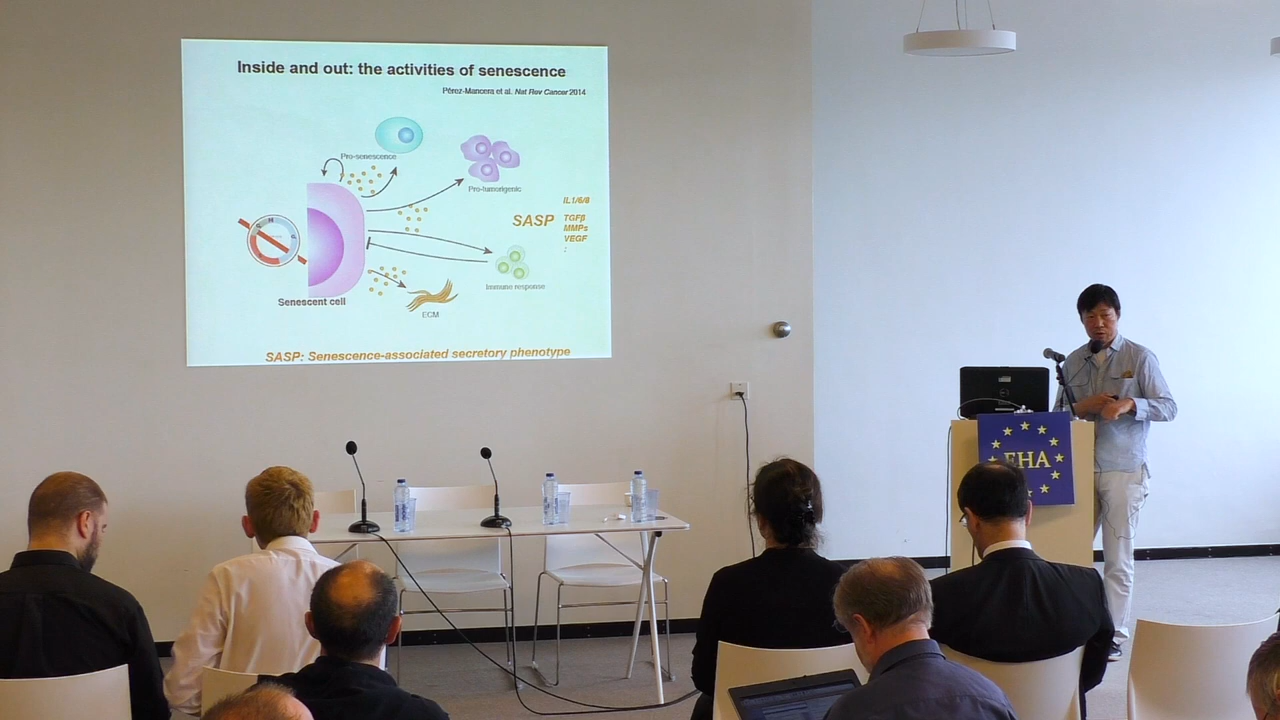 Inside and out: the activities of senescence
Pérez-Mancera et al. Nat Rev Cancer 2014
Pro-senescence
Pro-tumorigenic
IL1/6/8
SASP
TGFβ
MMPs
VEGF
:
Immune response
Senescent cell
ECM
SASP: Senescence-associated secretory phenotype
EHA